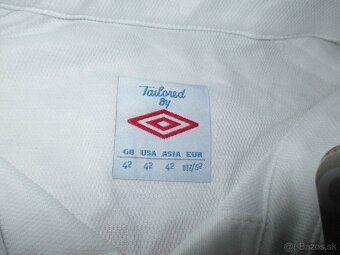 Tailored
By
GB USA ASIA EUR
42 42 42
Bazos.sk